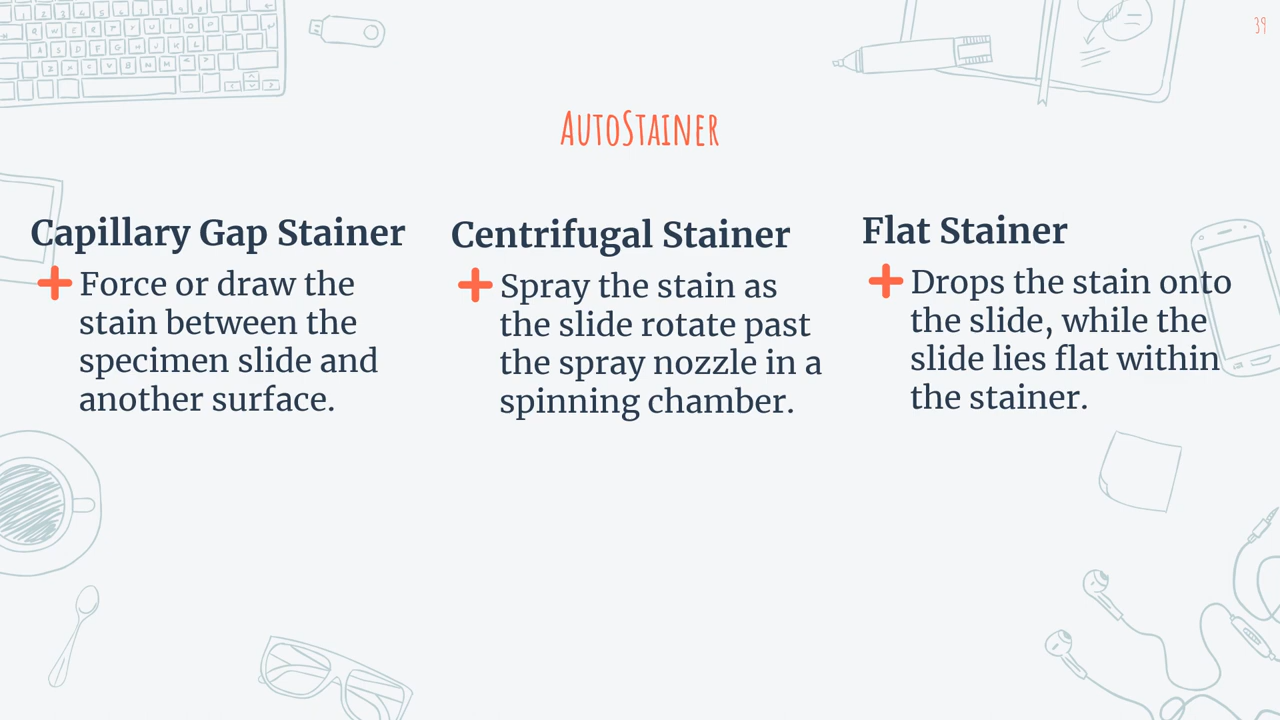 39
AutoStainer
Capillary Gap Stainer
Force or draw the
stain between the
specimen slide and
another surface.
Centrifugal Stainer
Spray the stain as
the slide rotate past
the spray nozzle in a
spinning chamber.
Flat Stainer
Drops the stain onto
the slide, while the
slide lies flat within
the stainer.